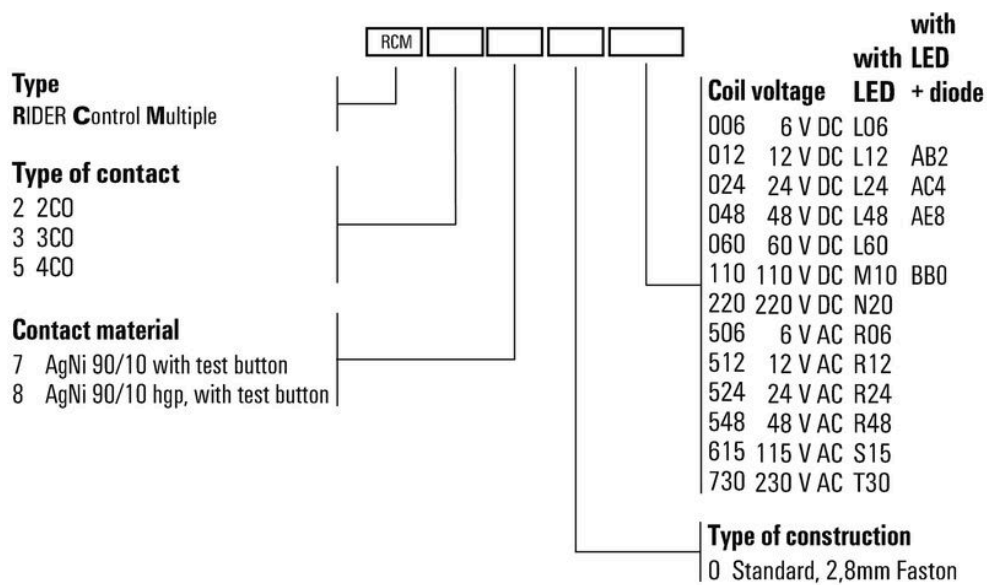 RCM
Type
RIDER Control Multiple
Type of contact
2 2CO
3 3CO
5 4CO
Contact material
7 AgNi 90/10 with test button
8 AgNi 90/10 hgp, with test button
with
with LED
Coil voltage LED + diode
006 6 V DC L06
012 12 V DC L12 AB2
024 24 V DC L24 AC4
048 48 V DC L48 AE8
060 60 V DC L60
110 110 V DC M10 BB0
220 220 V DC N20
506 6 V AC R06
512 12 V AC R12
524 24 V AC R24
548 48 V AC R48
615 115 V AC S15
730 230 V AC T30
Type of construction
0 Standard, 2,8mm Faston